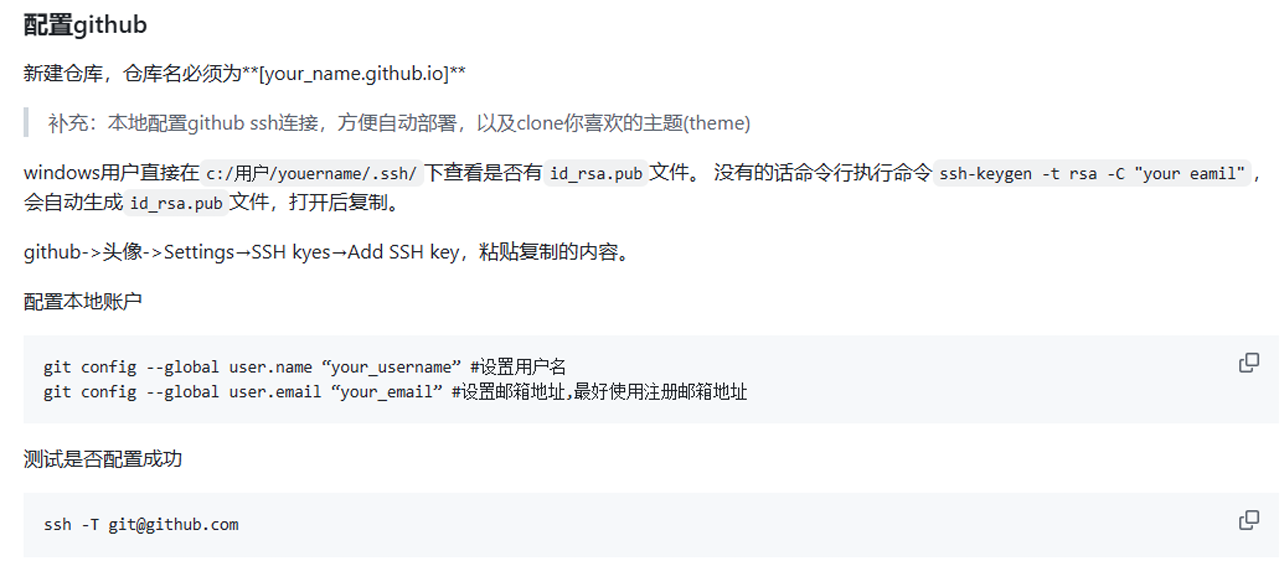 配置github
新建仓库，仓库名必须为**[your_name.github.io]**
补充：本地配置github ssh连接，方便自动部署，以及clone你喜欢的主题(theme)
windows用户直接在 c:/用户/youername/.ssh/ 下查看是否有 id_rsa.pub 文件。 没有的话命令行执行命令 ssh-keygen -t rsa -C "your eamil" ，
会自动生成 id_rsa.pub 文件，打开后复制。
github->头像->Settings→SSH kyes→Add SSH key，粘贴复制的内容。
配置本地账户
git config --global user.name “your_username” #设置用户名
git config --global user.email “your_email” #设置邮箱地址,最好使用注册邮箱地址
测试是否配置成功
ssh -T git@github.com